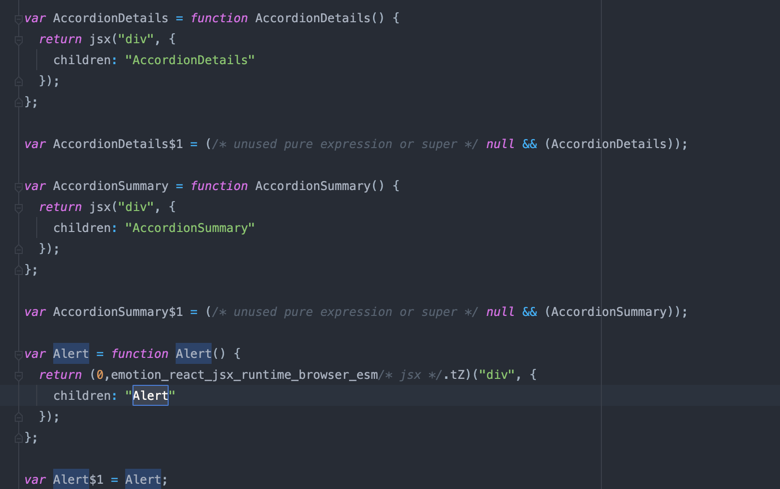 var AccordionDetails = function AccordionDetails() {
  return jsx("div", {
    children: "AccordionDetails"
  });
};

var AccordionDetails$1 = (/* unused pure expression or super */ null && (AccordionDetails));

var AccordionSummary = function AccordionSummary() {
  return jsx("div", {
    children: "AccordionSummary"
  });
};

var AccordionSummary$1 = (/* unused pure expression or super */ null && (AccordionSummary));

var Alert = function Alert() {
  return (0,emotion_react_jsx_runtime_browser_esm/* jsx */.tZ)("div", {
    children: "Alert"
  });
};

var Alert$1 = Alert;